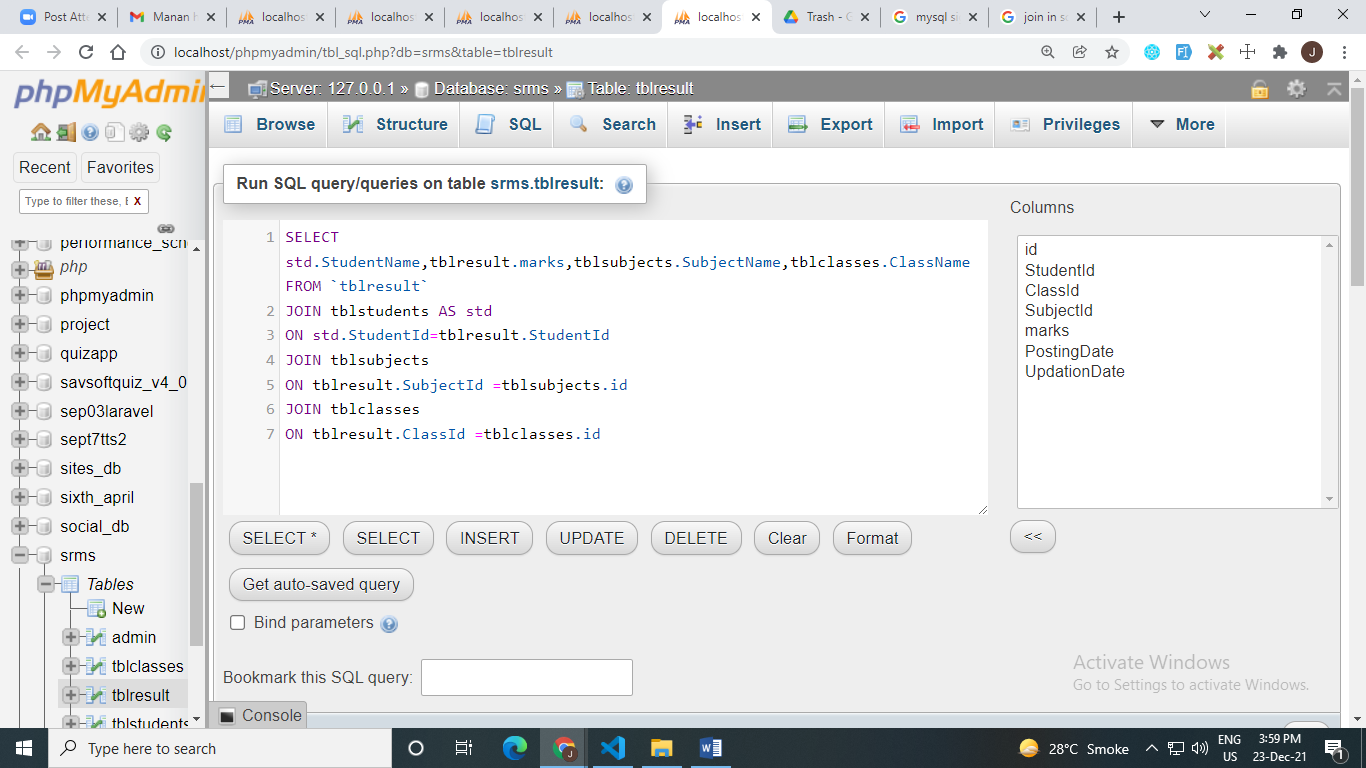 Post Atte
Manan H
localhos
localhos
localhos
localhos
localhos
Trash - G
mysql si
join in s
localhost/phpmyadmin/tbl_sql.php?db=srms&table=tblresult
J
phpMyAdmin
Server: 127.0.0.1 » Database: srms » Table: tblresult
Browse Structure SQL Search Insert Export Import Privileges More
Recent Favorites
Type to filter these, E X
performance_sch
php
phpmyadmin
project
quizapp
savsoftquiz_v4_0
sep03laravel
sept7tts2
sites_db
sixth_april
social_db
srms
Tables
New
admin
tblclasses
tblresult
tblstudents
Run SQL query/queries on table srms.tblresult:
1 SELECT
std.StudentName,tblresult.marks,tblsubjects.SubjectName,tblclasses.ClassName
FROM `tblresult`
2 JOIN tblstudents AS std
3 ON std.StudentId=tblresult.StudentId
4 JOIN tblsubjects
5 ON tblresult.SubjectId =tblsubjects.id
6 JOIN tblclasses
7 ON tblresult.ClassId =tblclasses.id
Columns
id
StudentId
ClassId
SubjectId
marks
PostingDate
UpdationDate
SELECT * SELECT INSERT UPDATE DELETE Clear Format
<<
Get auto-saved query
Bind parameters
Bookmark this SQL query:
Console
Activate Windows
Go to Settings to activate Windows.
Type here to search
28°C Smoke
ENG
US
3:59 PM
23-Dec-21
1